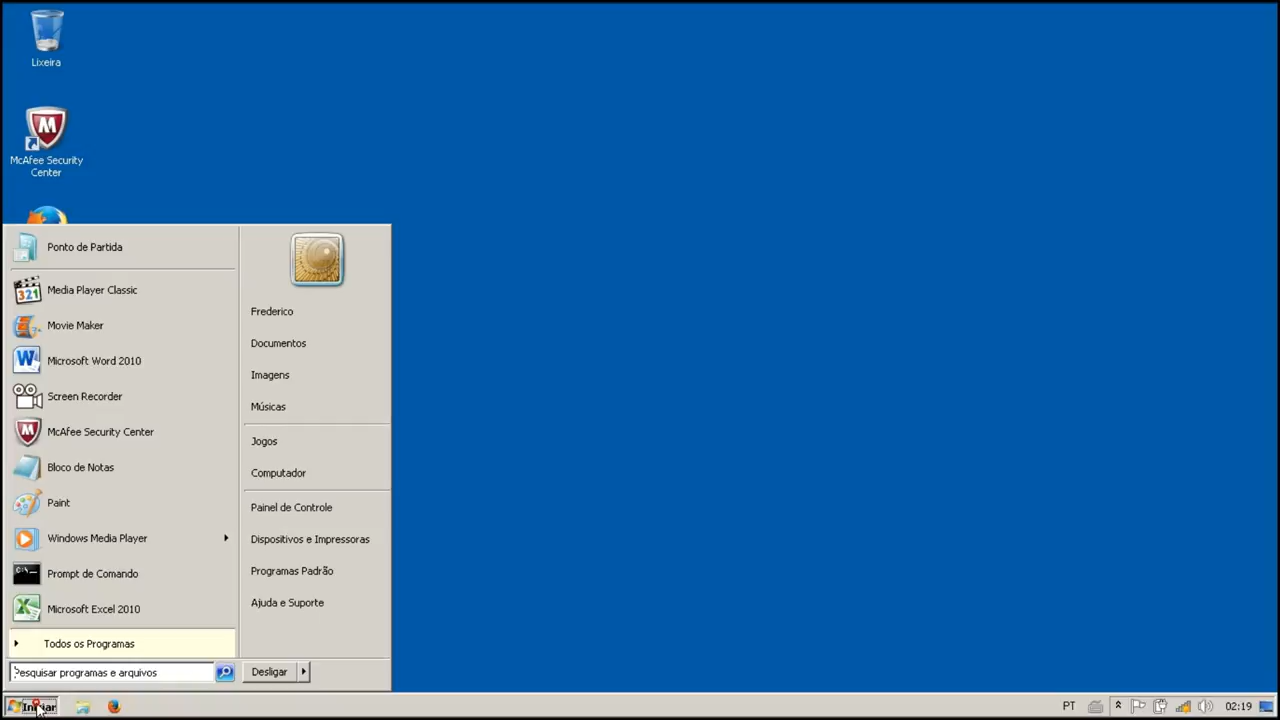 Lixeira
McAfee Security
Center
Ponto de Partida
Media Player Classic
Movie Maker
Microsoft Word 2010
Screen Recorder
McAfee Security Center
Bloco de Notas
Paint
Windows Media Player
Prompt de Comando
Microsoft Excel 2010
Todos os Programas
Pesquisar programas e arquivos
Frederico
Documentos
Imagens
Músicas
Jogos
Computador
Painel de Controle
Dispositivos e Impressoras
Programas Padrão
Ajuda e Suporte
Desligar
Iniciar
PT
02:19